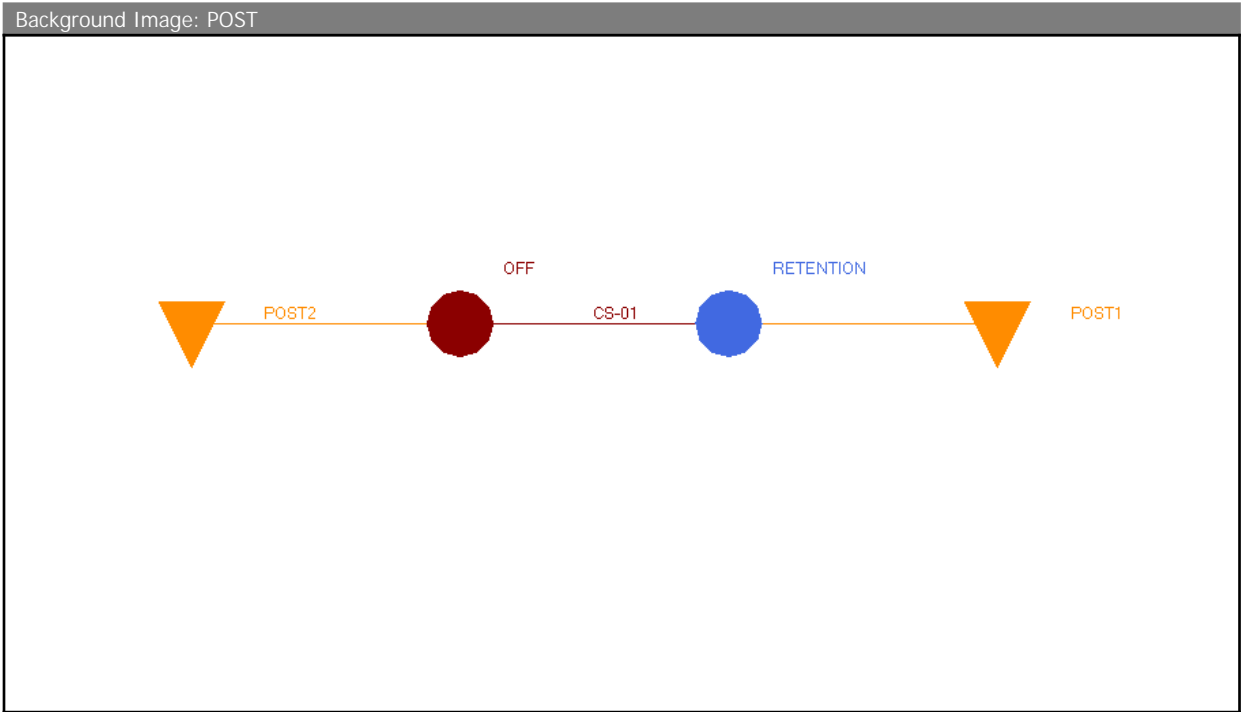 Background Image: POST
OFF
RETENTION
POST2
CS-01
POST1